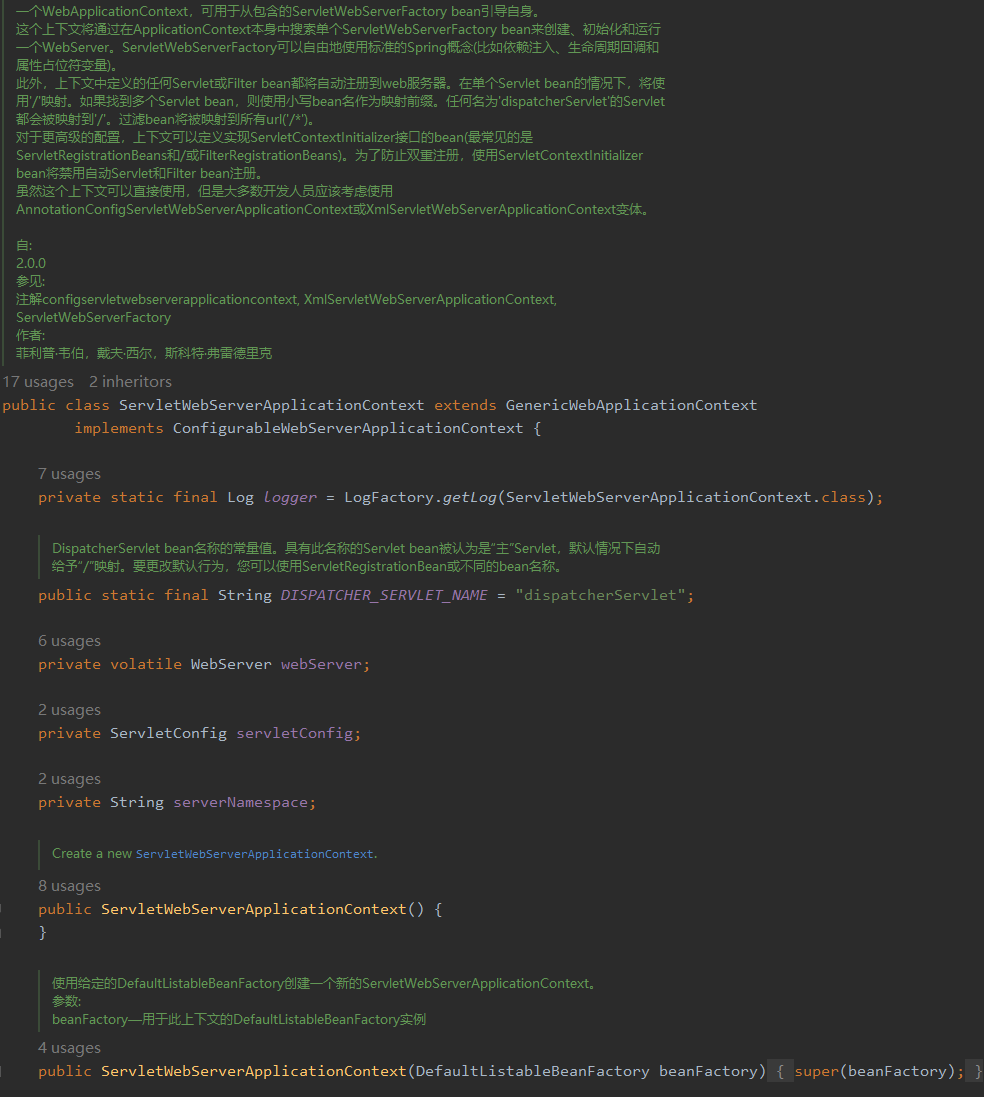 一个WebApplicationContext，可用于从包含的ServletWebServerFactory bean引导自身。
这个上下文将通过在ApplicationContext本身中搜索单个ServletWebServerFactory bean来创建、初始化和运行
一个WebServer。ServletWebServerFactory可以自由地使用标准的Spring概念(比如依赖注入、生命周期回调和
属性占位符变量)。
此外，上下文中定义的任何Servlet或Filter bean都将自动注册到web服务器。在单个Servlet bean的情况下，将使
用'/'映射。如果找到多个Servlet bean，则使用小写bean名作为映射前缀。任何名为'dispatcherServlet'的Servlet
都会被映射到'/'。过滤bean将被映射到所有url('/*')。
对于更高级的配置，上下文可以定义实现ServletContextInitializer接口的bean(最常见的是
ServletRegistrationBeans和/或FilterRegistrationBeans)。为了防止双重注册，使用ServletContextInitializer
bean将禁用自动Servlet和Filter bean注册。
虽然这个上下文可以直接使用，但是大多数开发人员应该考虑使用
AnnotationConfigServletWebServerApplicationContext或XmlServletWebServerApplicationContext变体。
自:
2.0.0
参见:
注解configservletwebserverapplicationcontext, XmlServletWebServerApplicationContext,
ServletWebServerFactory
作者:
菲利普·韦伯，戴夫·西尔，斯科特·弗雷德里克
17 usages 2 inheritors
public class ServletWebServerApplicationContext extends GenericWebApplicationContext
implements ConfigurableWebServerApplicationContext {
7 usages
private static final Log logger = LogFactory.getLog(ServletWebServerApplicationContext.class);
DispatcherServlet bean名称的常量值。具有此名称的Servlet bean被认为是“主”Servlet，默认情况下自动
给予“/”映射。要更改默认行为，您可以使用ServletRegistrationBean或不同的bean名称。
public static final String DISPATCHER_SERVLET_NAME = "dispatcherServlet";
6 usages
private volatile WebServer webServer;
2 usages
private ServletConfig servletConfig;
2 usages
private String serverNamespace;
Create a new ServletWebServerApplicationContext.
8 usages
public ServletWebServerApplicationContext() {
}
使用给定的DefaultListableBeanFactory创建一个新的ServletWebServerApplicationContext。
参数:
beanFactory—用于此上下文的DefaultListableBeanFactory实例
4 usages
public ServletWebServerApplicationContext(DefaultListableBeanFactory beanFactory) { super(beanFactory); }